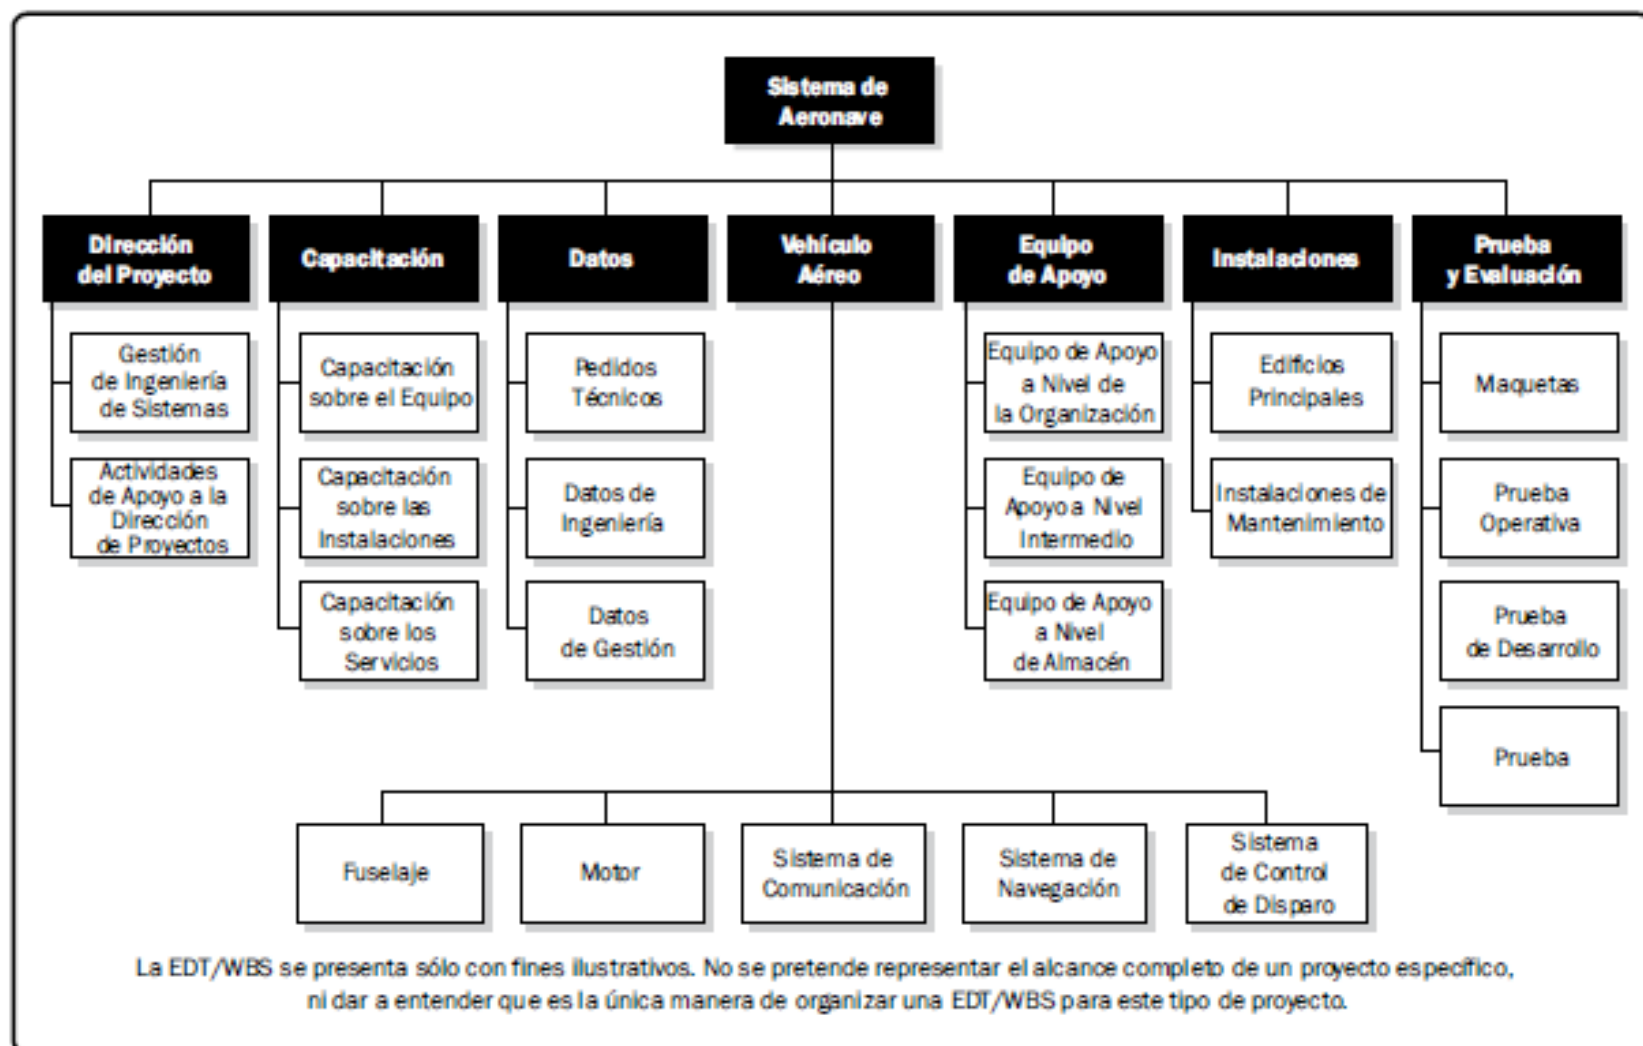 Sistema de
Aeronave
Dirección
del Proyecto
Capacitación
Datos
Vehículo
Aéreo
Equipo
de Apoyo
Instalaciones
Prueba
y Evaluación
Gestión
de Ingeniería
de Sistemas
Actividades
de Apoyo a la
Dirección
de Proyectos
Capacitación
sobre el Equipo
Capacitación
sobre las
Instalaciones
Capacitación
sobre los
Servicios
Pedidos
Técnicos
Datos de
Ingeniería
Datos
de Gestión
Equipo de Apoyo
a Nivel de
la Organización
Equipo de
Apoyo a Nivel
Intermedio
Equipo de Apoyo
a Nivel
de Almacén
Edificios
Principales
Instalaciones de
Mantenimiento
Maquetas
Prueba
Operativa
Prueba
de Desarrollo
Prueba
Fuselaje
Motor
Sistema de
Comunicación
Sistema de
Navegación
Sistema
de Control
de Disparo
La EDT/WBS se presenta sólo con fines ilustrativos. No se pretende representar el alcance completo de un proyecto específico,
ni dar a entender que es la única manera de organizar una EDT/WBS para este tipo de proyecto.